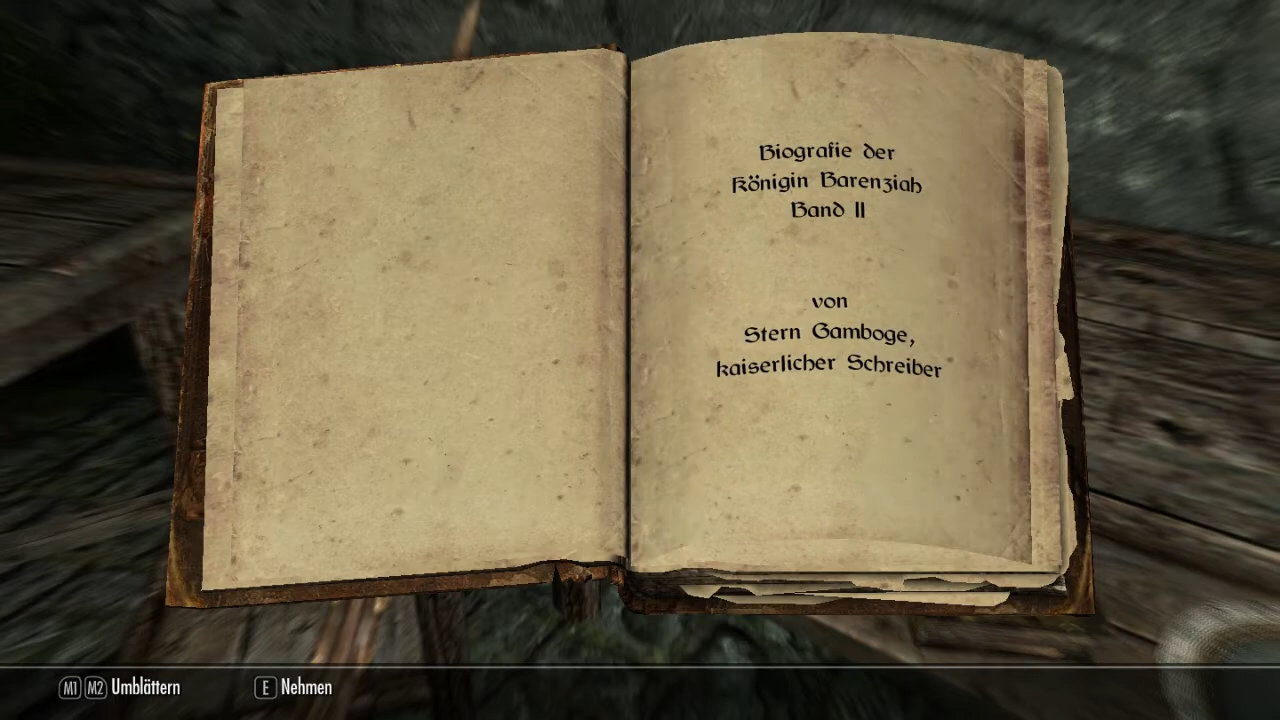 Biografie der
Königin Barenziah
Band II
von
Stern Gamboge,
kaiserlicher Schreiber
M1 M2 Umblättern
E Nehmen